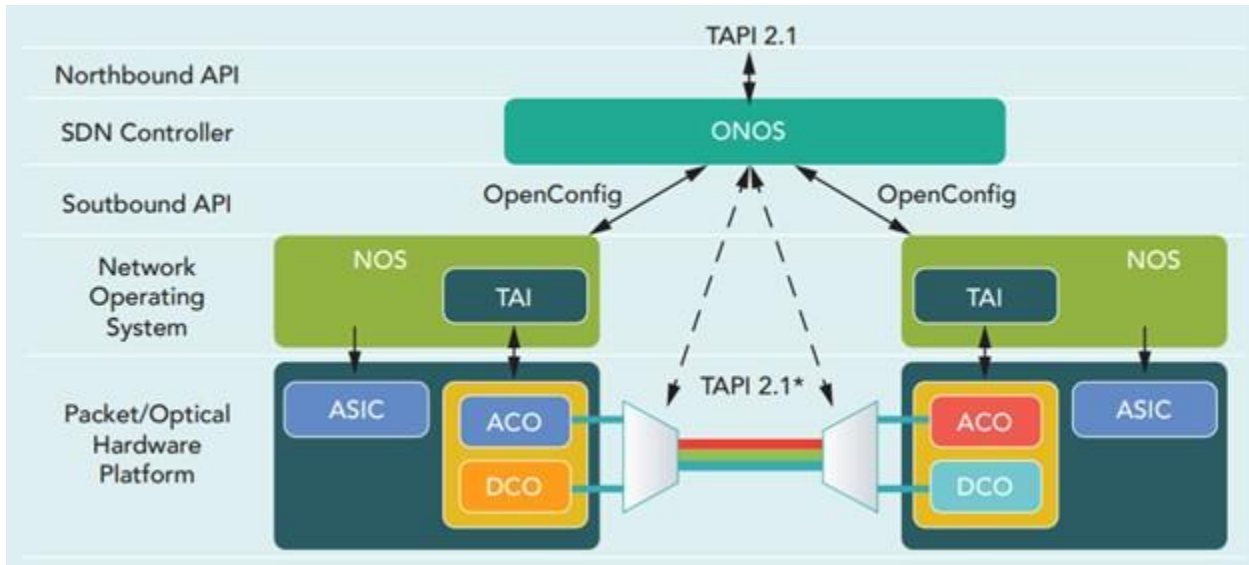 TAPI 2.1
Northbound API
SDN Controller
ONOS
Soutbound API
OpenConfig
OpenConfig
Network
Operating
System
NOS
TAI
TAI
NOS
Packet/Optical
Hardware
Platform
ASIC
ACO
DCO
TAPI 2.1*
ACO
DCO
ASIC